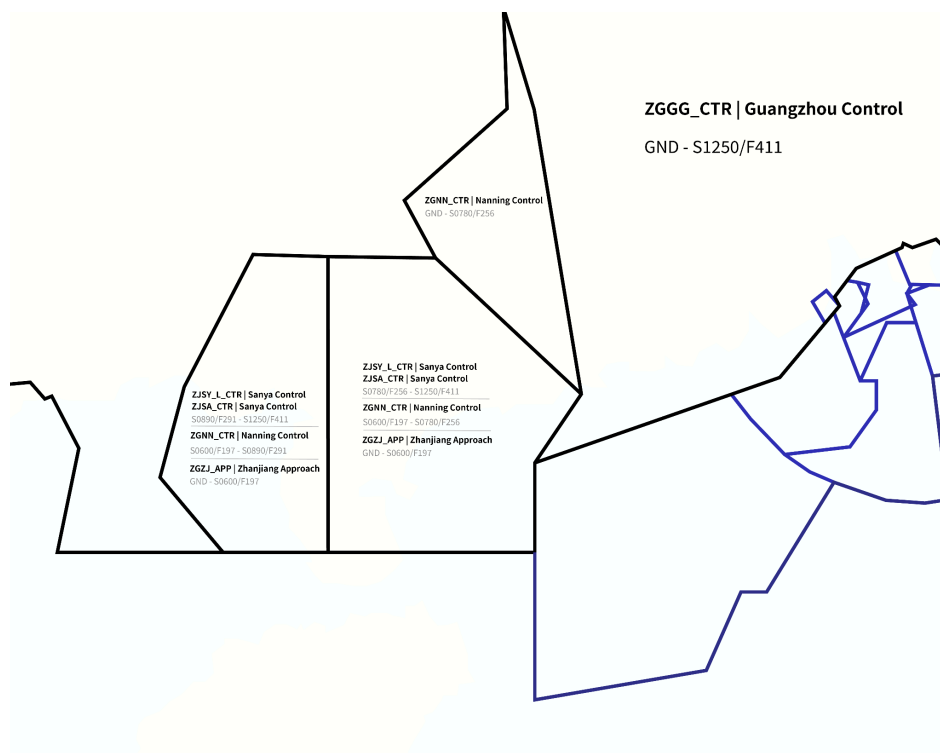 ZGGG_CTR | Guangzhou Control
GND - S1250/F411
ZGNN_CTR | Nanning Control
GND - S0780/F256
ZJSY_L_CTR | Sanya Control
ZJSA_CTR | Sanya Control
S0890/F291 - S1250/F411
ZGNN_CTR | Nanning Control
S0600/F197 - S0890/F291
ZGZJ_APP | Zhanjiang Approach
GND - S0600/F197
ZJSY_L_CTR | Sanya Control
ZJSA_CTR | Sanya Control
S0780/F256 - S1250/F411
ZGNN_CTR | Nanning Control
S0600/F197 - S0780/F256
ZGZJ_APP | Zhanjiang Approach
GND - S0600/F197